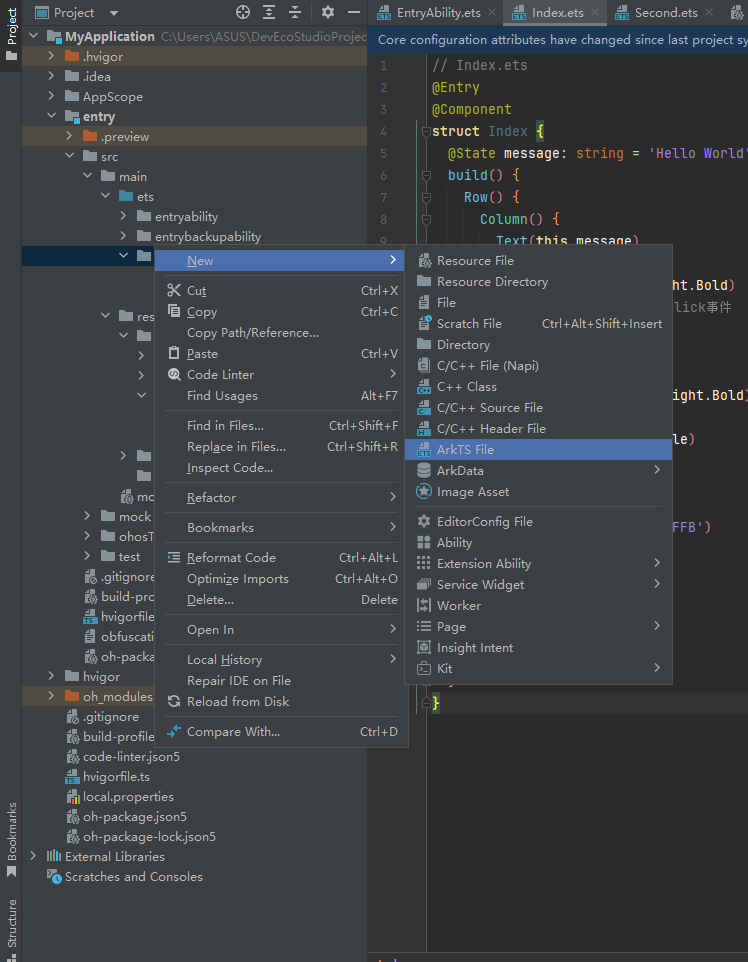 Project
Project
MyApplication C:\Users\ASUS\DevEcoStudioProjec
.hvigor
.idea
AppScope
entry
.preview
src
main
ets
entryability
entrybackupability
res
mo
mock
ohosT
test
.gitignore
build-pro
hvigorfile
obfuscati
oh-packa
hvigor
oh_modules
.gitignore
build-profile
code-linter.json5
hvigorfile.ts
local.properties
oh-package.json5
oh-package-lock.json5
External Libraries
Scratches and Consoles
Bookmarks
Structure
New
Cut Ctrl+X
Copy Ctrl+C
Copy Path/Reference...
Paste Ctrl+V
Code Linter
Find Usages Alt+F7
Find in Files... Ctrl+Shift+F
Replace in Files... Ctrl+Shift+R
Inspect Code...
Refactor
Bookmarks
Reformat Code Ctrl+Alt+L
Optimize Imports Ctrl+Alt+O
Delete... Delete
Open In
Local History
Repair IDE on File
Reload from Disk
Compare With... Ctrl+D
Resource File
Resource Directory
File
Scratch File Ctrl+Alt+Shift+Insert
Directory
C/C++ File (Napi)
C++ Class
C/C++ Source File
C/C++ Header File
ArkTS File
ArkData
Image Asset
EditorConfig File
Ability
Extension Ability
Service Widget
Worker
Page
Insight Intent
Kit
EntryAbility.ets Index.ets Second.ets
Core configuration attributes have changed since last project sy
1 // Index.ets
2 @Entry
3 @Component
4 struct Index {
5 @State message: string = 'Hello World'
6 build() {
7 Row() {
8 Column() {
9 Text(this.message)
ght.Bold)
lick事件
ight.Bold)
le)
FFB')
}